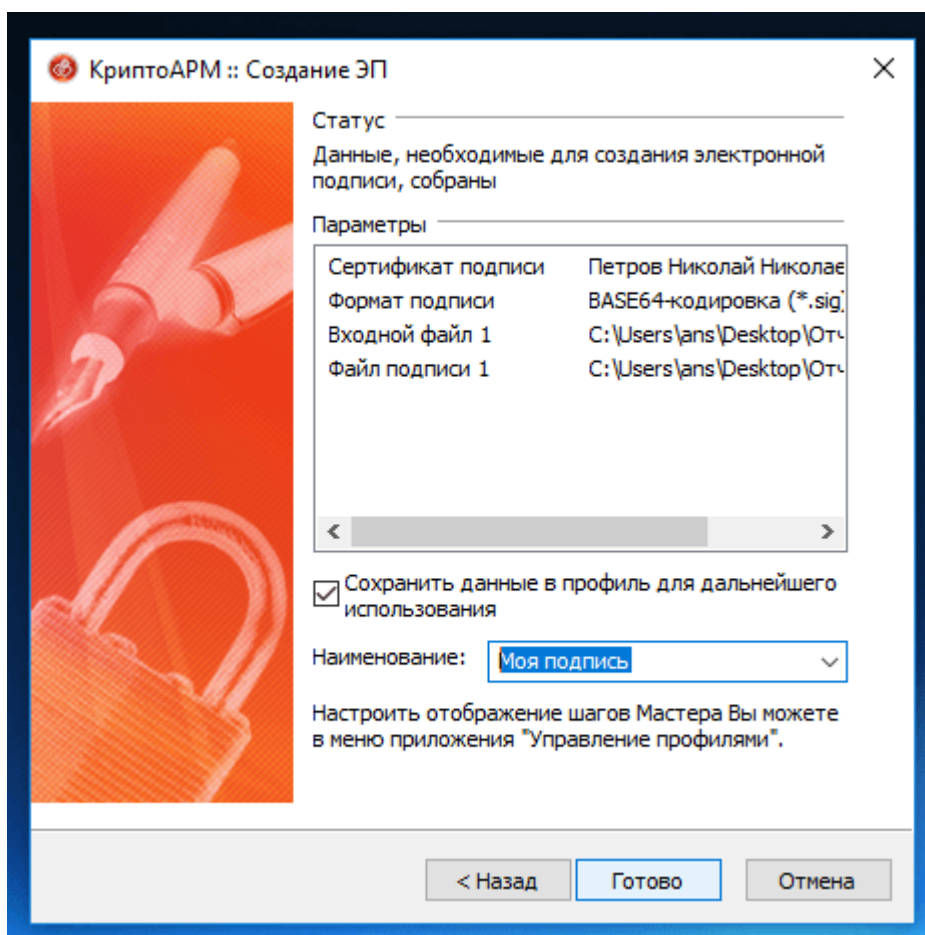 КриптоАРМ :: Создание ЭП
Статус
Данные, необходимые для создания электронной
подписи, собраны
Параметры
Сертификат подписи Петров Николай Николае
Формат подписи BASE64-кодировка (*.sig)
Входной файл 1 C:\Users\ans\Desktop\Отч
Файл подписи 1 C:\Users\ans\Desktop\Отч
Сохранить данные в профиль для дальнейшего
использования
Наименование: Моя подпись
Настроить отображение шагов Мастера Вы можете
в меню приложения "Управление профилями".
< Назад Готово Отмена